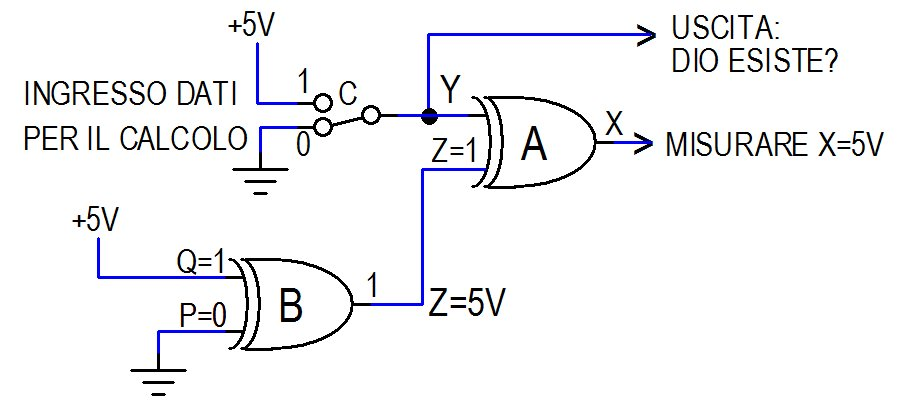 +5V
USCITA:
DIO ESISTE?
INGRESSO DATI
PER IL CALCOLO
1
C
0
Y
Z=1
A
X
MISURARE X=5V
+5V
Q=1
P=0
B
1
Z=5V